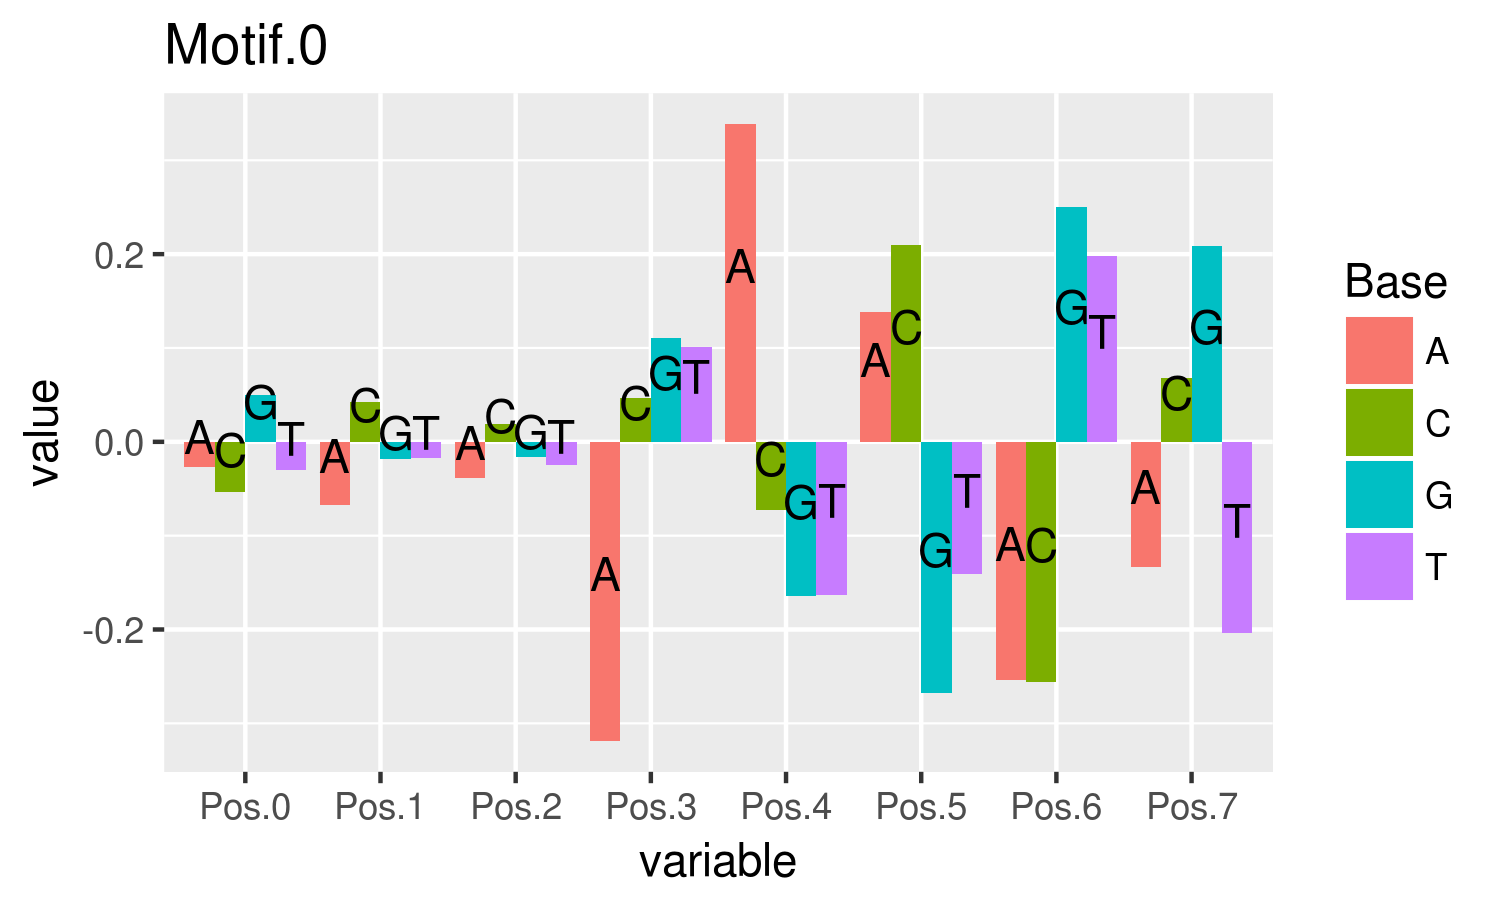 Motif.0
value
0.2
0.0
-0.2
A C G T A C G T A C G T A C G T A C G T A C G T A C G T A C G T
Pos.0 Pos.1 Pos.2 Pos.3 Pos.4 Pos.5 Pos.6 Pos.7
variable
Base
A
C
G
T